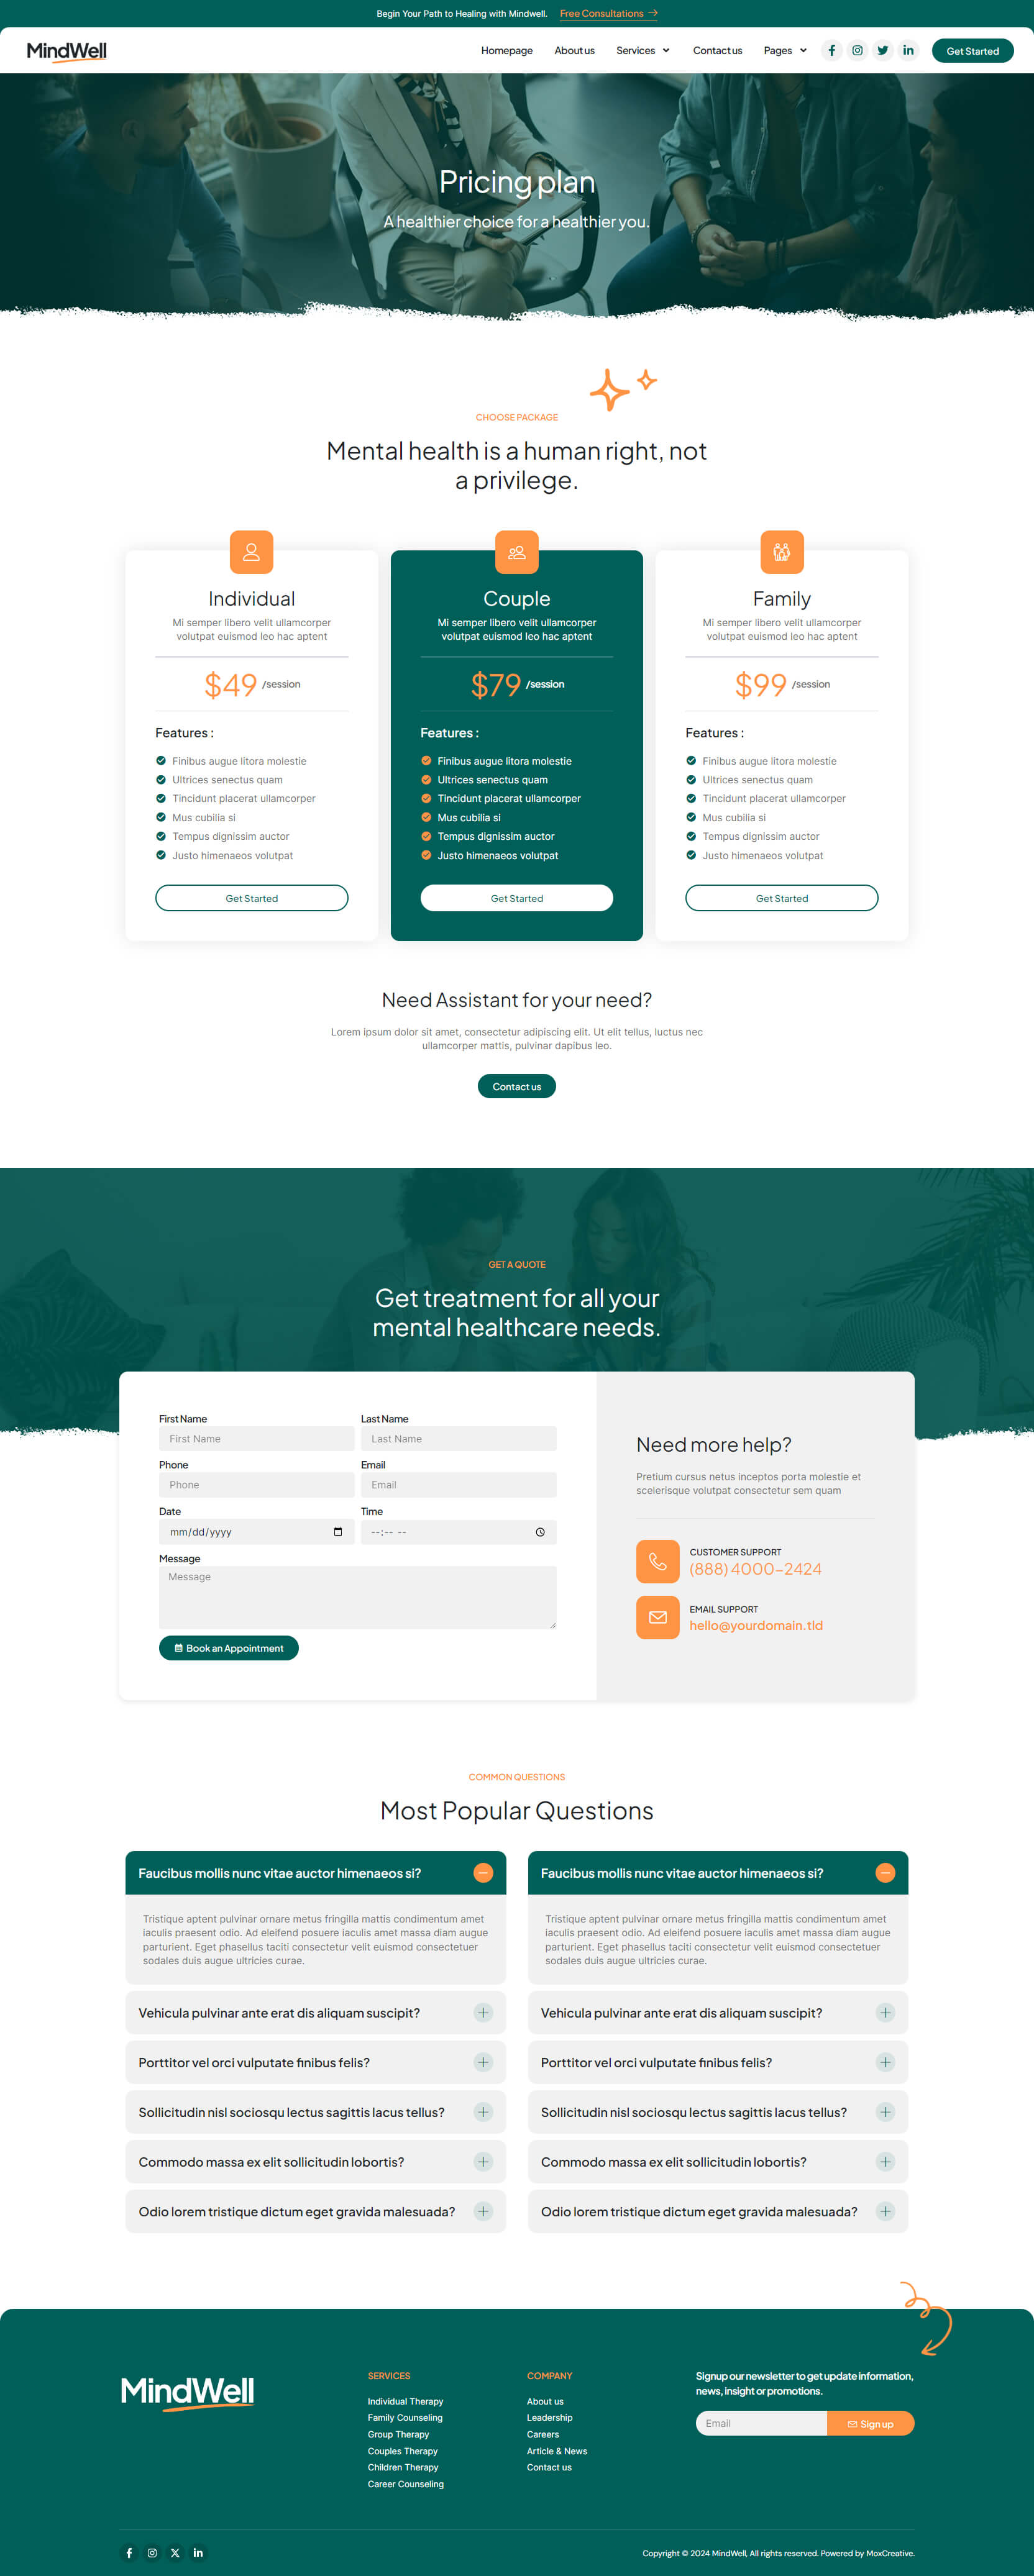 Begin Your Path to Healing with Mindwell. Free Consultations
MindWell Homepage About us Services Contact us Pages Get Started
Pricing plan
A healthier choice for a healthier you.
CHOOSE PACKAGE
Mental health is a human right, not
a privilege.
Individual
Mi semper libero velit ullamcorper
volutpat euismod leo hac aptent
$49 /session
Features :
Finibus augue litora molestie
Ultrices senectus quam
Tincidunt placerat ullamcorper
Mus cubilia si
Tempus dignissim auctor
Justo himenaeos volutpat
Get Started
Couple
Mi semper libero velit ullamcorper
volutpat euismod leo hac aptent
$79 /session
Features :
Finibus augue litora molestie
Ultrices senectus quam
Tincidunt placerat ullamcorper
Mus cubilia si
Tempus dignissim auctor
Justo himenaeos volutpat
Get Started
Family
Mi semper libero velit ullamcorper
volutpat euismod leo hac aptent
$99 /session
Features :
Finibus augue litora molestie
Ultrices senectus quam
Tincidunt placerat ullamcorper
Mus cubilia si
Tempus dignissim auctor
Justo himenaeos volutpat
Get Started
Need Assistant for your need?
Lorem ipsum dolor sit amet, consectetur adipiscing elit. Ut elit tellus, luctus nec
ullamcorper mattis, pulvinar dapibus leo.
Contact us
GET A QUOTE
Get treatment for all your
mental healthcare needs.
First Name Last Name
First Name Last Name
Phone Email
Phone Email
Date Time
mm/dd/yyyy --:-- --
Message
Message
Book an Appointment
Need more help?
Pretium cursus netus inceptos porta molestie et
scelerisque volutpat consectetur sem quam
CUSTOMER SUPPORT
(888) 4000-2424
EMAIL SUPPORT
hello@yourdomain.tld
COMMON QUESTIONS
Most Popular Questions
Faucibus mollis nunc vitae auctor himenaeos si?
Tristique aptent pulvinar ornare metus fringilla mattis condimentum amet
iaculis praesent odio. Ad eleifend posuere iaculis amet massa diam augue
parturient. Eget phasellus taciti consectetur velit euismod consectetuer
sodales duis augue ultricies curae.
Vehicula pulvinar ante erat dis aliquam suscipit?
Porttitor vel orci vulputate finibus felis?
Sollicitudin nisl sociosqu lectus sagittis lacus tellus?
Commodo massa ex elit sollicitudin lobortis?
Odio lorem tristique dictum eget gravida malesuada?
Faucibus mollis nunc vitae auctor himenaeos si?
Tristique aptent pulvinar ornare metus fringilla mattis condimentum amet
iaculis praesent odio. Ad eleifend posuere iaculis amet massa diam augue
parturient. Eget phasellus taciti consectetur velit euismod consectetuer
sodales duis augue ultricies curae.
Vehicula pulvinar ante erat dis aliquam suscipit?
Porttitor vel orci vulputate finibus felis?
Sollicitudin nisl sociosqu lectus sagittis lacus tellus?
Commodo massa ex elit sollicitudin lobortis?
Odio lorem tristique dictum eget gravida malesuada?
MindWell
SERVICES
Individual Therapy
Family Counseling
Group Therapy
Couples Therapy
Children Therapy
Career Counseling
COMPANY
About us
Leadership
Careers
Article & News
Contact us
Signup our newsletter to get update information,
news, insight or promotions.
Email Sign up
Copyright © 2024 MindWell, All rights reserved. Powered by MoxCreative.